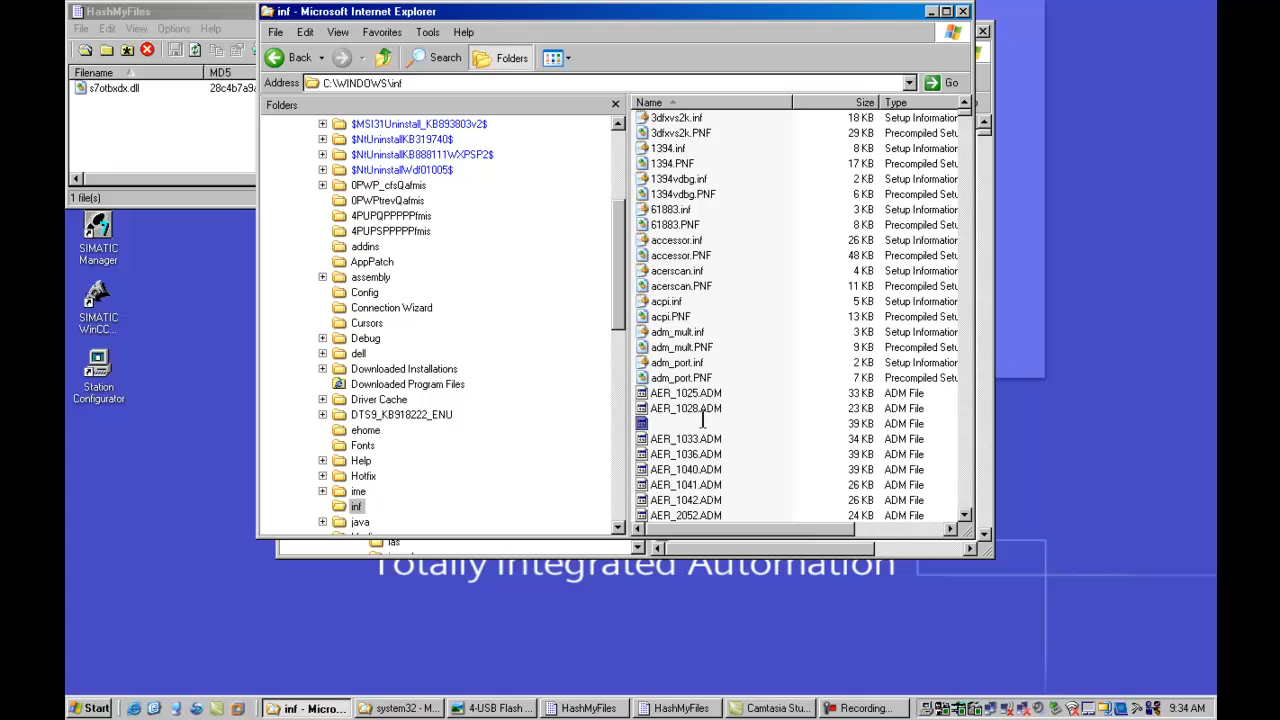 HashMyFiles
File Edit View Options Help
Filename MD5
s7otbxdx.dll 28c4b7a9a
1 file(s)
SIMATIC
Manager
SIMATIC
WinCC...
Station
Configurator
inf - Microsoft Internet Explorer
File Edit View Favorites Tools Help
Back Search Folders
Address C:\WINDOWS\inf Go
Folders
$MSI31Uninstall_KB893803v2$
$NtUninstallKB319740$
$NtUninstallKB888111WXPSP2$
$NtUninstallWdf01005$
0PWP_cfsQafmis
0PWPtrevQafmis
4PUPQPPPPPfmis
4PUPSPPPPPfmis
addins
AppPatch
assembly
Config
Connection Wizard
Cursors
Debug
dell
Downloaded Installations
Downloaded Program Files
Driver Cache
DTS9_KB918222_ENU
ehome
Fonts
Help
Hotfix
ime
inf
java
ias
Name Size Type
3dfxvs2k.inf 18 KB Setup Information
3dfxvs2k.PNF 29 KB Precompiled Setu
1394.inf 8 KB Setup Information
1394.PNF 17 KB Precompiled Setu
1394vdbg.inf 2 KB Setup Information
1394vdbg.PNF 6 KB Precompiled Setu
61883.inf 3 KB Setup Information
61883.PNF 8 KB Precompiled Setu
accessor.inf 26 KB Setup Information
accessor.PNF 48 KB Precompiled Setu
acerscan.inf 4 KB Setup Information
acerscan.PNF 11 KB Precompiled Setu
acpi.inf 5 KB Setup Information
acpi.PNF 13 KB Precompiled Setu
adm_mult.inf 3 KB Setup Information
adm_mult.PNF 9 KB Precompiled Setu
adm_port.inf 2 KB Setup Information
adm_port.PNF 7 KB Precompiled Setu
AER_1025.ADM 33 KB ADM File
AER_1028.ADM 23 KB ADM File
39 KB ADM File
AER_1033.ADM 34 KB ADM File
AER_1036.ADM 39 KB ADM File
AER_1040.ADM 39 KB ADM File
AER_1041.ADM 26 KB ADM File
AER_1042.ADM 26 KB ADM File
AER_2052.ADM 24 KB ADM File
Totally Integrated Automation
Start inf - Micro... system32 - M... 4-USB Flash ... HashMyFiles HashMyFiles Camtasia Stu... Recording... 9:34 AM